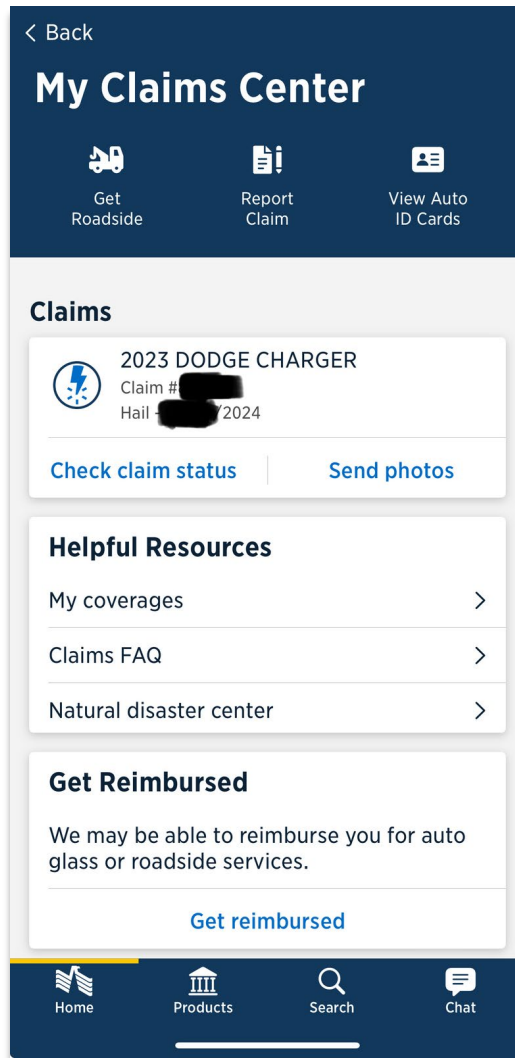 Back
My Claims Center
Get
Roadside
Report
Claim
View Auto
ID Cards
Claims
2023 DODGE CHARGER
Claim #
Hail - /2024
Check claim status
Send photos
Helpful Resources
My coverages
Claims FAQ
Natural disaster center
Get Reimbursed
We may be able to reimburse you for auto
glass or roadside services.
Get reimbursed
Home
Products
Search
Chat